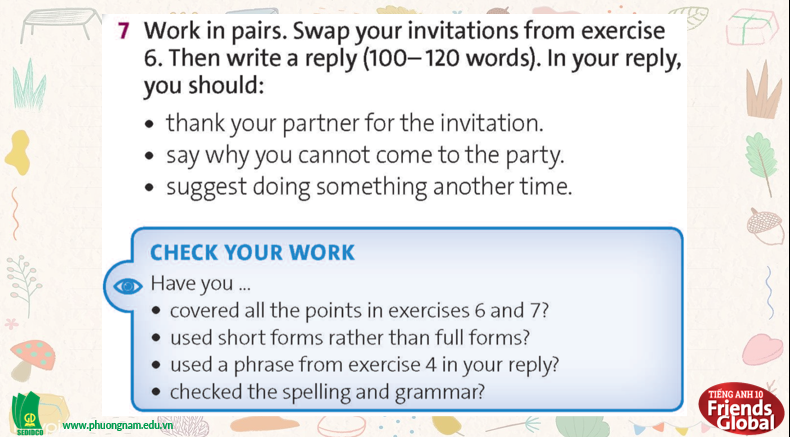 7 Work in pairs. Swap your invitations from exercise
6. Then write a reply (100–120 words). In your reply,
you should:
• thank your partner for the invitation.
• say why you cannot come to the party.
• suggest doing something another time.
CHECK YOUR WORK
Have you ...
• covered all the points in exercises 6 and 7?
• used short forms rather than full forms?
• used a phrase from exercise 4 in your reply?
• checked the spelling and grammar?
SEDIDCO
www.phuongnam.edu.vn
TIẾNG ANH 10
Friends
Global